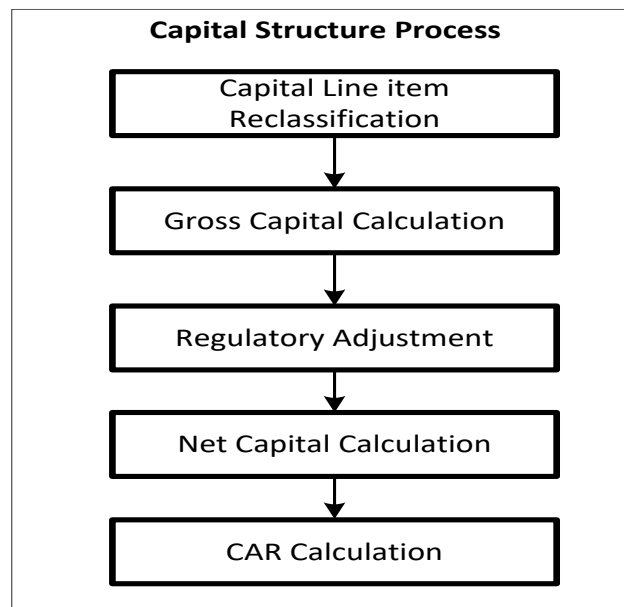 Capital Structure Process
Capital Line item
Reclassification
Gross Capital Calculation
Regulatory Adjustment
Net Capital Calculation
CAR Calculation